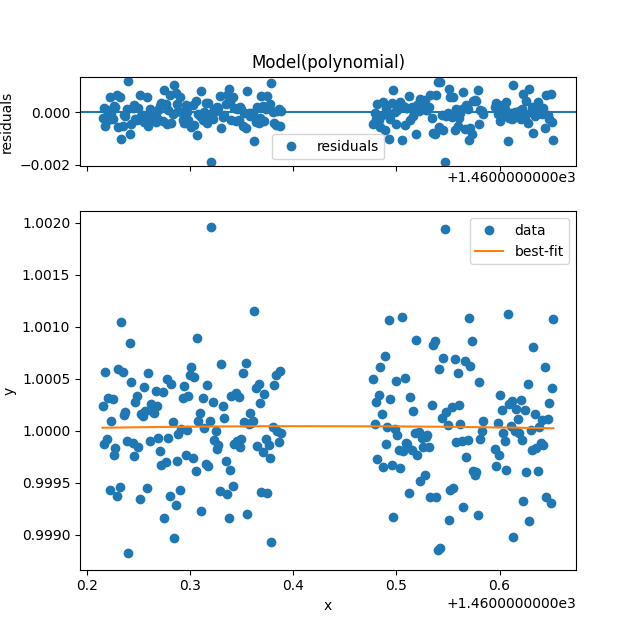 Model(polynomial)
0.000
−0.002
residuals
residuals
+1.4600000000e3
1.0020
1.0015
1.0010
1.0005
1.0000
0.9995
0.9990
y
data
best-fit
0.2 0.3 0.4 0.5 0.6
x
+1.4600000000e3